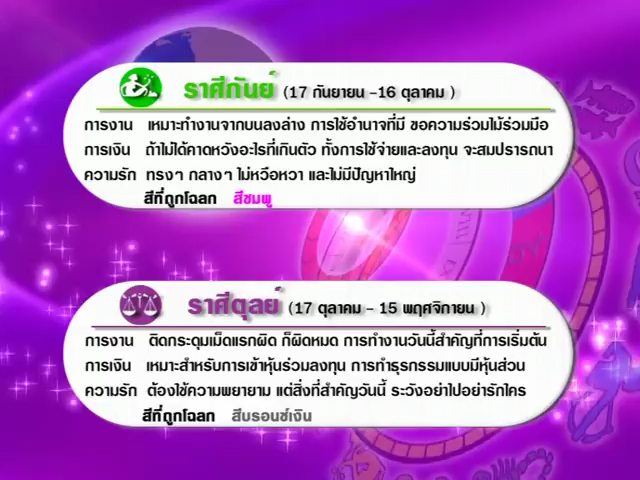 ราศีกันย์ (17 กันยายน -16 ตุลาคม )
การงาน เหมาะทำงานจากบนลงล่าง การใช้อำนาจที่มี ขอความร่วมไม้ร่วมมือ
การเงิน ถ้าไม่ได้คาดหวังอะไรที่เกินตัว ทั้งการใช้จ่ายและลงทุน จะสมปรารถนา
ความรัก ทรงๆ กลางๆ ไม่หวือหวา และไม่มีปัญหาใหญ่
สีที่ถูกโฉลก สีชมพู
ราศีตุลย์ (17 ตุลาคม - 15 พฤศจิกายน )
การงาน ติดกระดุมเม็ดแรกผิด ก็ผิดหมด การทำงานวันนี้สำคัญที่การเริ่มต้น
การเงิน เหมาะสำหรับการเข้าหุ้นร่วมลงทุน การทำธุรกรรมแบบมีหุ้นส่วน
ความรัก ต้องใช้ความพยายาม แต่สิ่งที่สำคัญวันนี้ ระวังอย่าไปอย่ารักใคร
สีที่ถูกโฉลก สีบรอนซ์เงิน